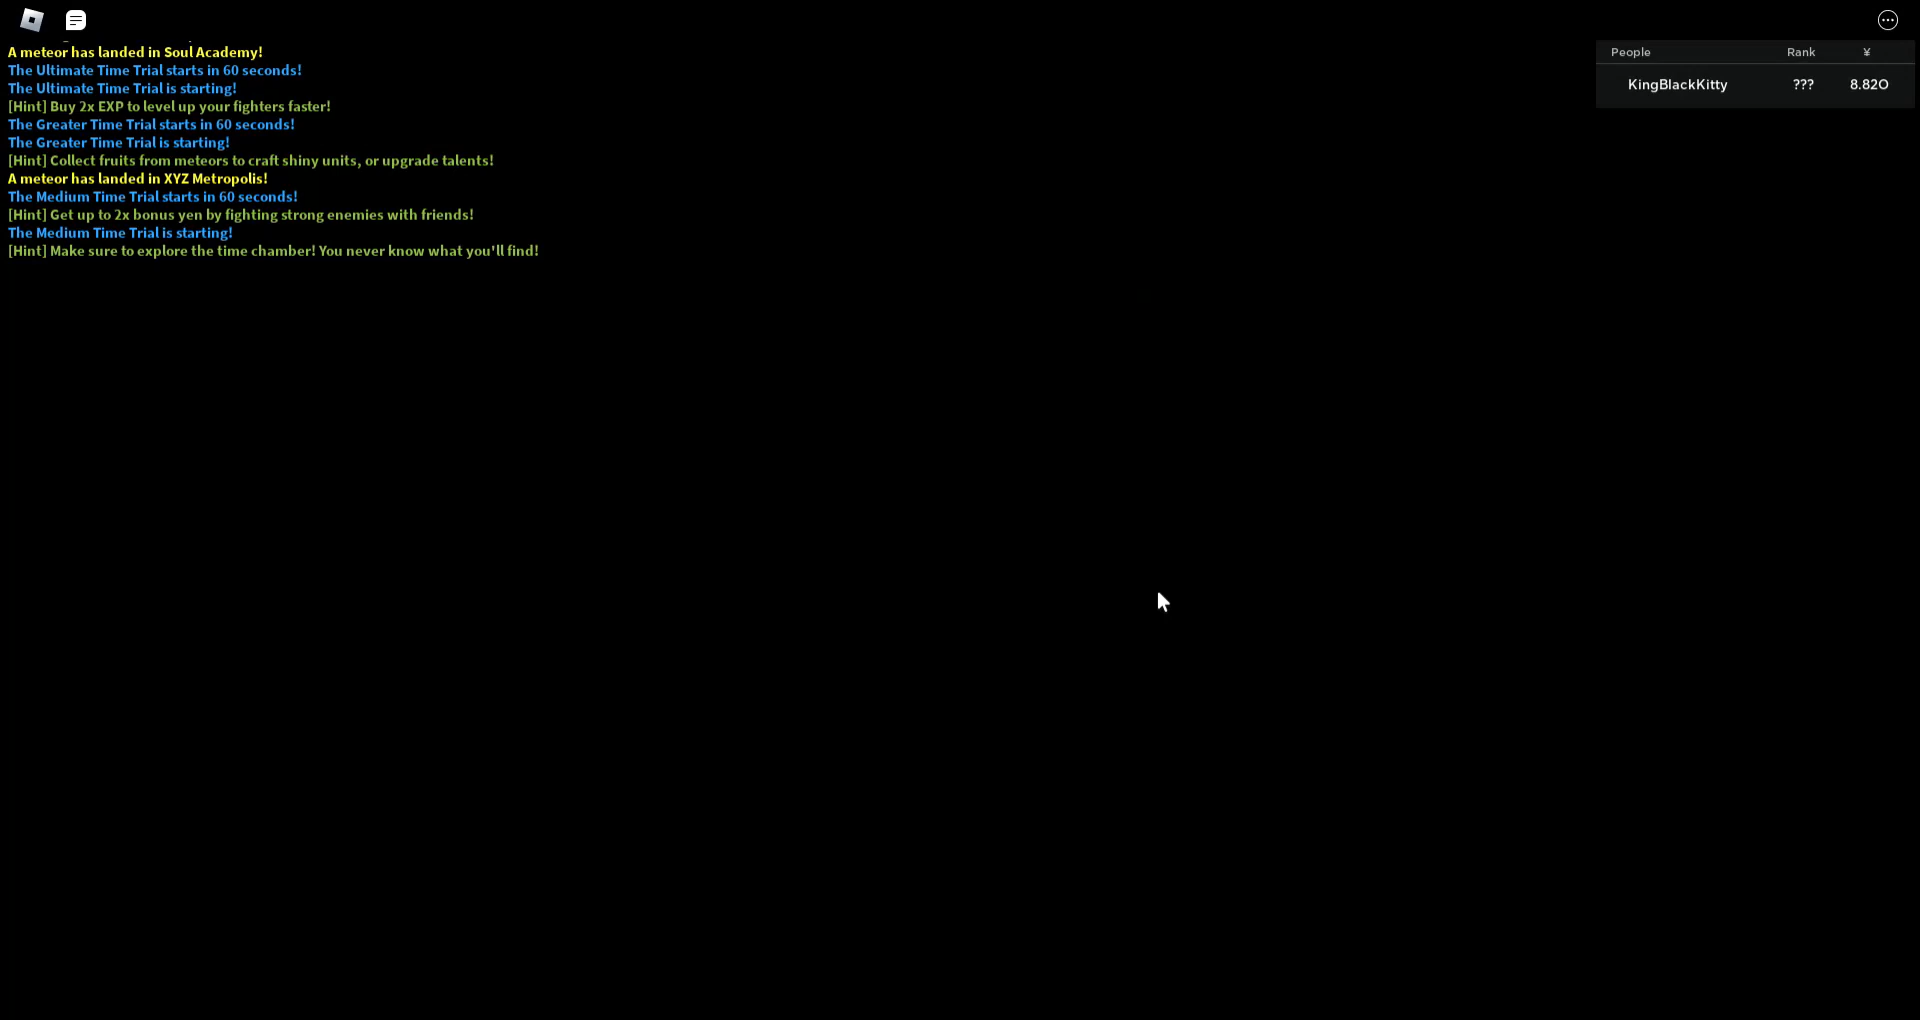 A meteor has landed in Soul Academy!
The Ultimate Time Trial starts in 60 seconds!
The Ultimate Time Trial is starting!
[Hint] Buy 2x EXP to level up your fighters faster!
The Greater Time Trial starts in 60 seconds!
The Greater Time Trial is starting!
[Hint] Collect fruits from meteors to craft shiny units, or upgrade talents!
A meteor has landed in XYZ Metropolis!
The Medium Time Trial starts in 60 seconds!
[Hint] Get up to 2x bonus yen by fighting strong enemies with friends!
The Medium Time Trial is starting!
[Hint] Make sure to explore the time chamber! You never know what you'll find!
People Rank ¥
KingBlackKitty ??? 8.82O